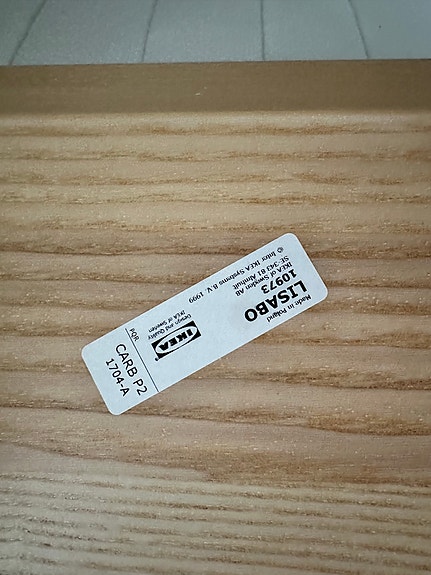 Made in Poland
LISABO
10973
IKEA of Sweden AB
SE-343 81 Älmhult
© Inter IKEA Systems B.V. 1999
IKEA®
Design and Quality
IKEA of Sweden
PQR
CARB P2
1704-A